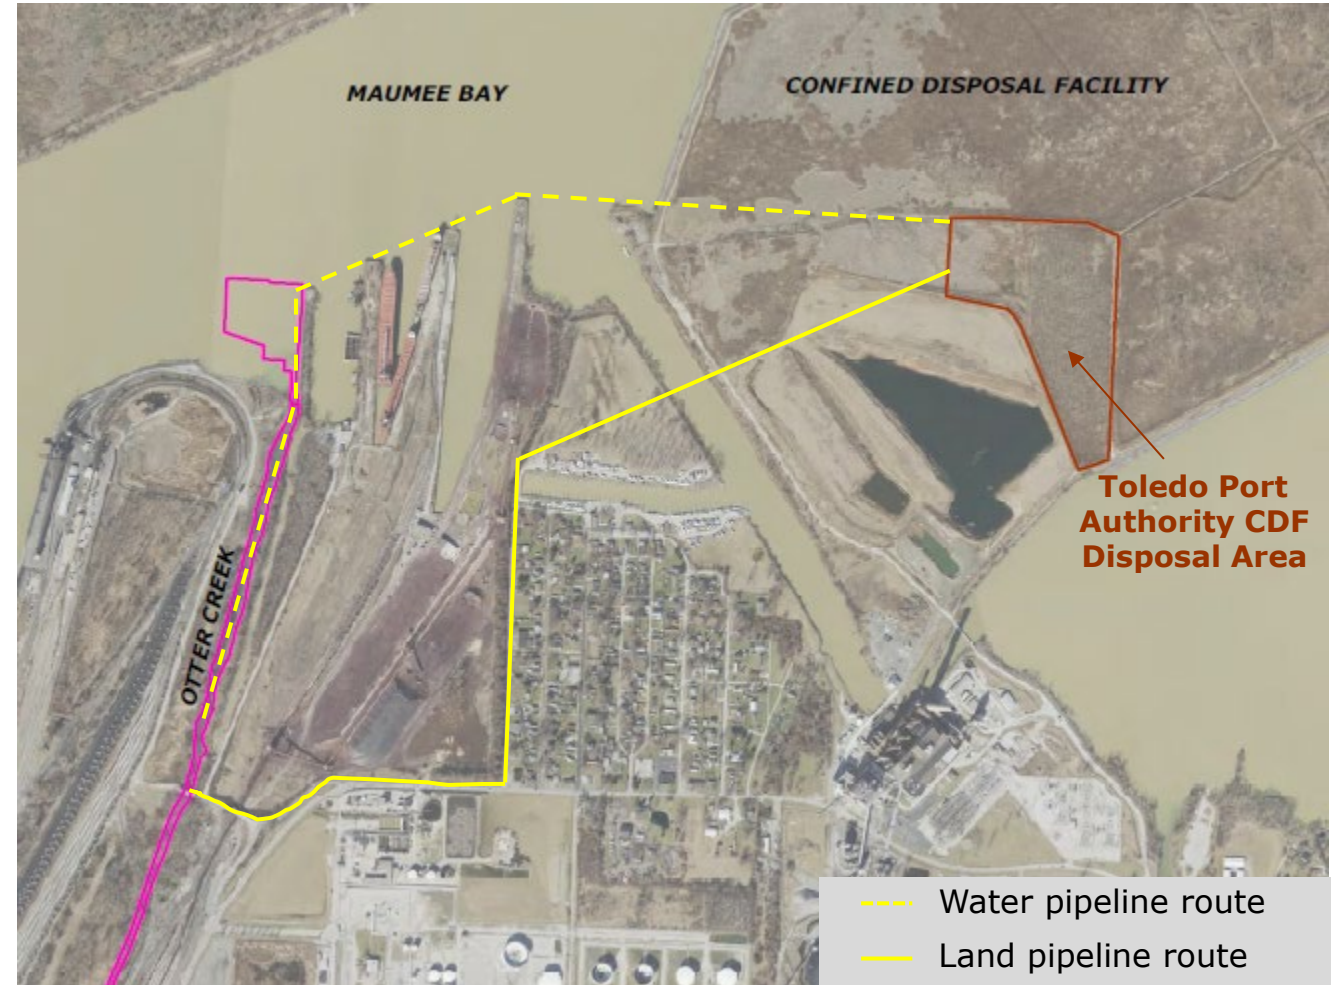 MAUMEE BAY
CONFINED DISPOSAL FACILITY
OTTER CREEK
Toledo Port
Authority CDF
Disposal Area
Water pipeline route
Land pipeline route